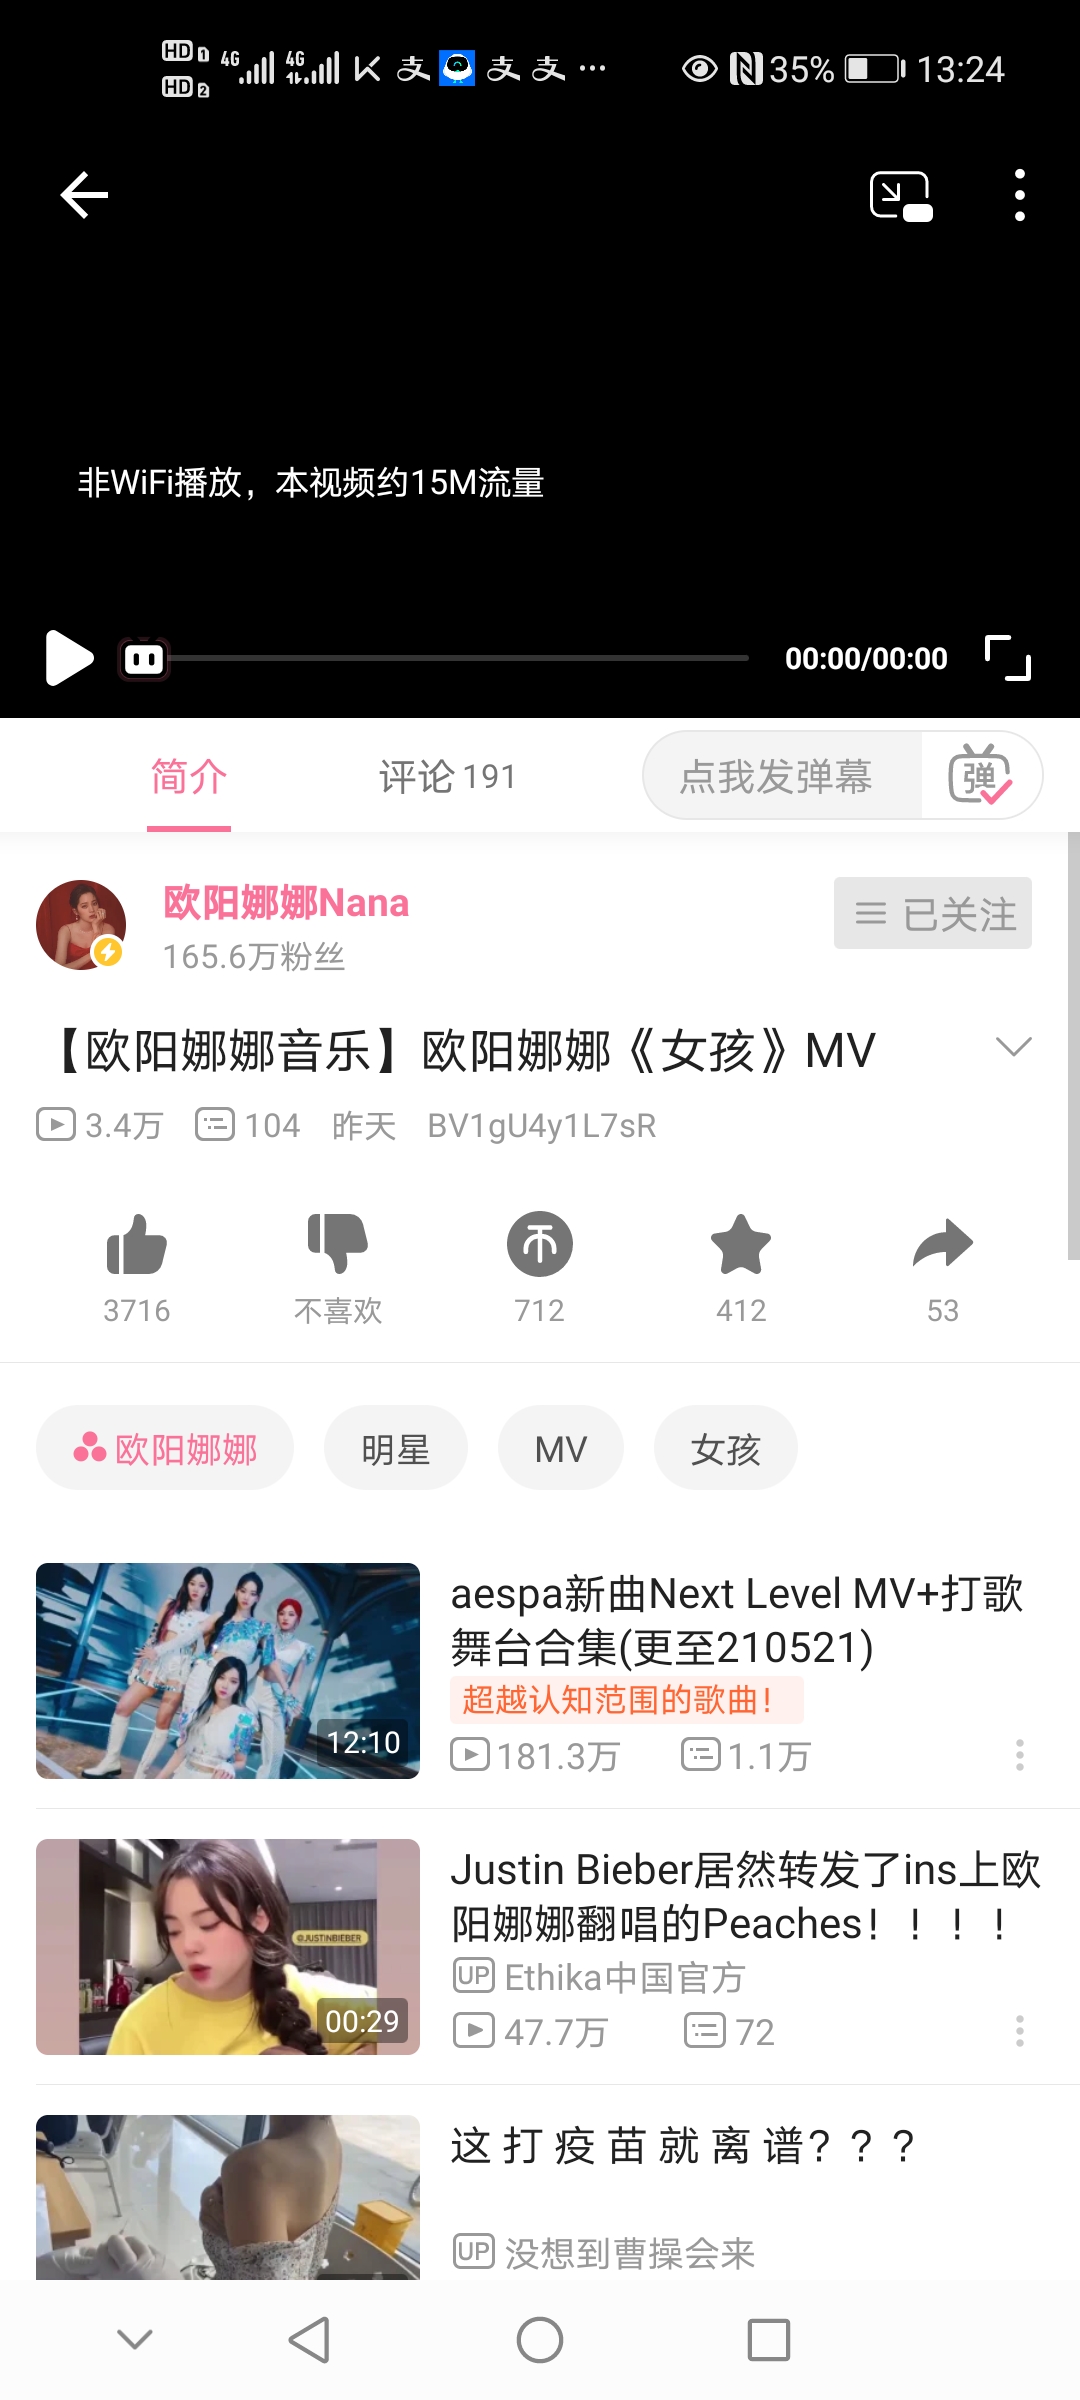 HD 1 4G 4G 35% 13:24
HD 2
非WiFi播放，本视频约15M流量
00:00/00:00
简介 评论 191 点我发弹幕 弹
欧阳娜娜Nana
165.6万粉丝
已关注
【欧阳娜娜音乐】欧阳娜娜《女孩》MV
3.4万 104 昨天 BV1gU4y1L7sR
3716 不喜欢 712 412 53
欧阳娜娜 明星 MV 女孩
aespa新曲Next Level MV+打歌
舞台合集(更至210521)
超越认知范围的歌曲！
12:10
181.3万 1.1万
Justin Bieber居然转发了ins上欧
阳娜娜翻唱的Peaches！！！！
@JUSTINBIEBER
UP Ethika中国官方
00:29
47.7万 72
这 打 疫 苗 就 离 谱？？？
UP 没想到曹操会来